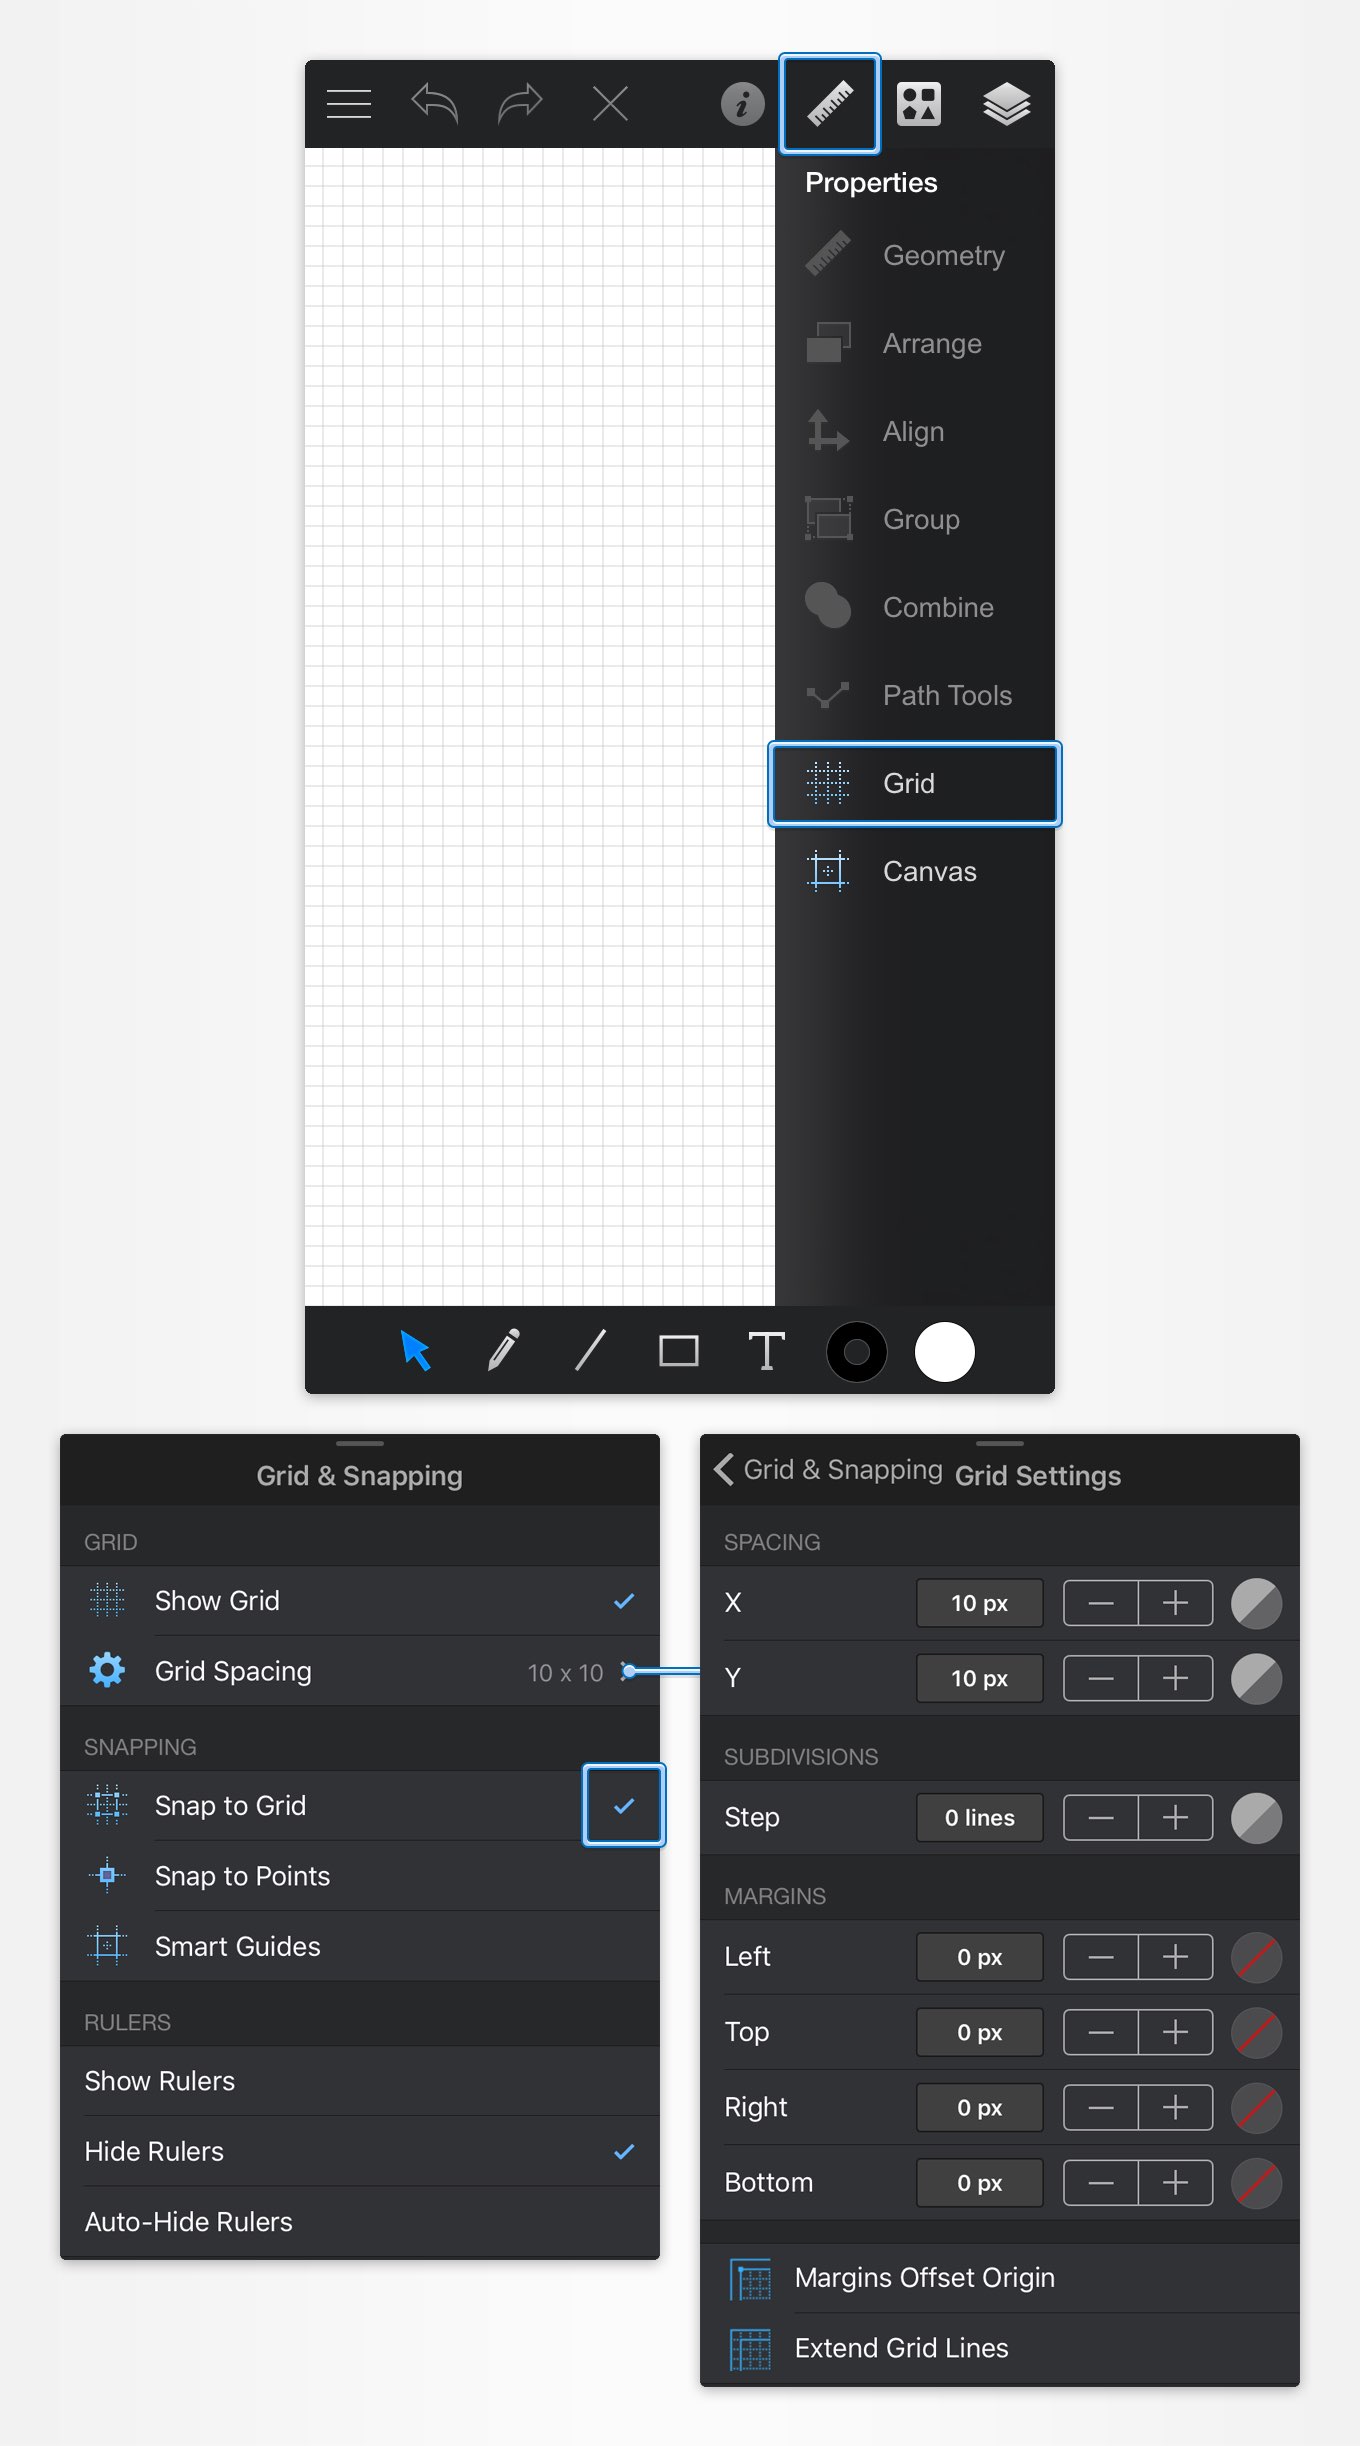 Properties
Geometry
Arrange
Align
Group
Combine
Path Tools
Grid
Canvas
T
Grid & Snapping
GRID
Show Grid
Grid Spacing 10 x 10
SNAPPING
Snap to Grid
Snap to Points
Smart Guides
RULERS
Show Rulers
Hide Rulers
Auto-Hide Rulers
Grid & Snapping Grid Settings
SPACING
X 10 px
Y 10 px
SUBDIVISIONS
Step 0 lines
MARGINS
Left 0 px
Top 0 px
Right 0 px
Bottom 0 px
Margins Offset Origin
Extend Grid Lines